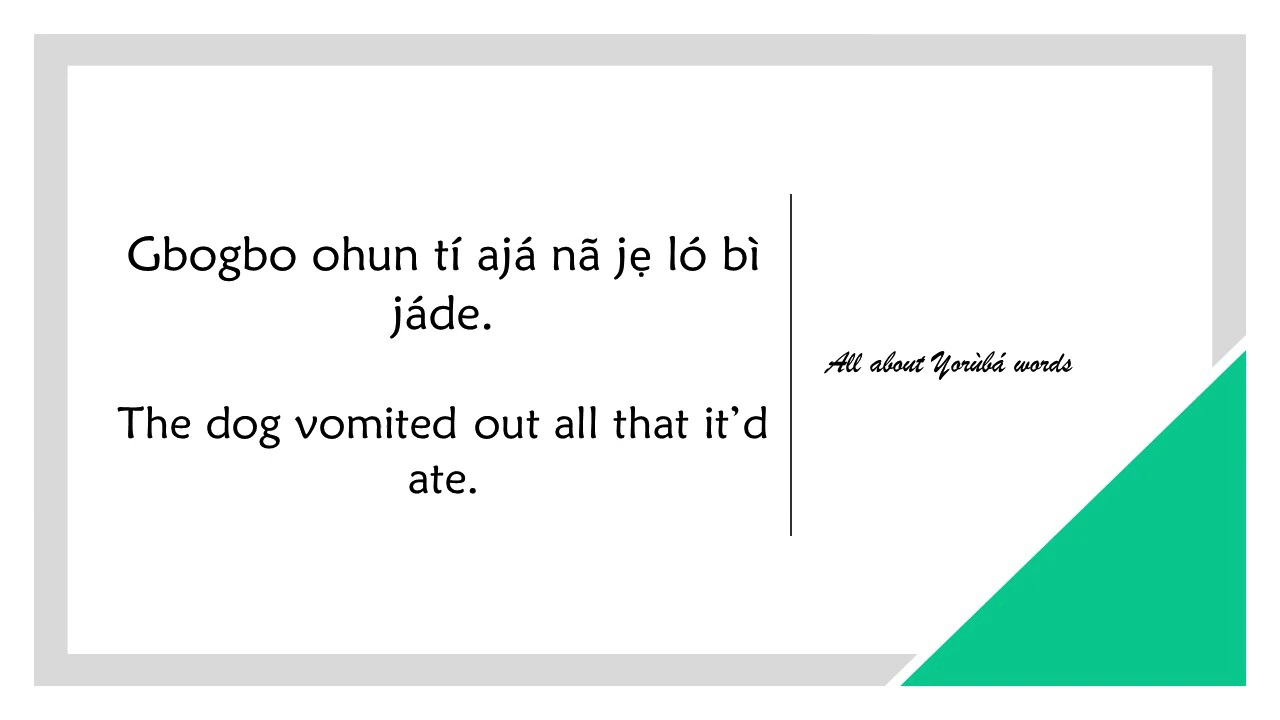 Gbogbo ohun tí ajá nã jẹ ló bì
jáde.
The dog vomited out all that it’d
ate.
All about Yorùbá words